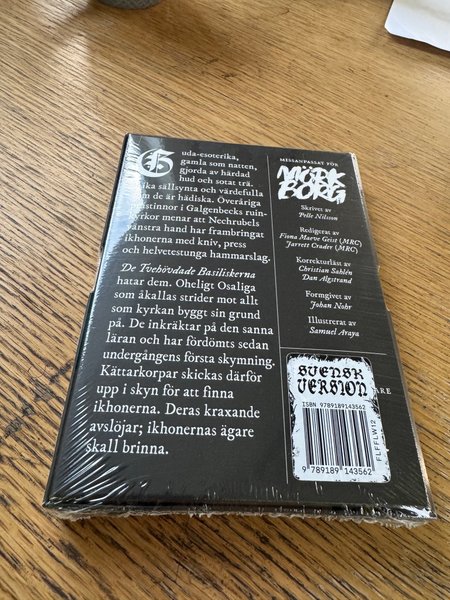 Guda-esoterika,
gamla som natten,
gjorda av härdad
hud och sotat trä.
Lika sällsynta och värdefulla
som de är hädiska. Överåriga
prästinnor i Galgenbecks ruin-
kyrkor menar att Nechrubels
vänstra hand har frambringat
ikhonerna med kniv, press
och helvetestunga hammarslag.
De Tvehövdade Basiliskerna
hatar dem. Oheligt Osaliga
som åkallas strider mot allt
som kyrkan byggt sin grund
på. De inkräktar på den sanna
läran och har fördömts sedan
undergångens första skymning.
Kättarkorpar skickas därför
upp i skyn för att finna
ikhonerna. Deras kraxande
avslöjar; ikhonernas ägare
skall brinna.
MESSANPASSAT FÖR
MÖRK
BORG
Skrivet av
Pelle Nilsson
Redigerat av
Fiona Maeve Geist (MRC)
Jarrett Crader (MRC)
Korrekturläst av
Christian Sahlén
Dan Algstrand
Formgivet av
Johan Nohr
Illustrerat av
Samuel Araya
SVENSK
VERSION
ISBN 9789189143562
9 789189 143562
FLFFLW12